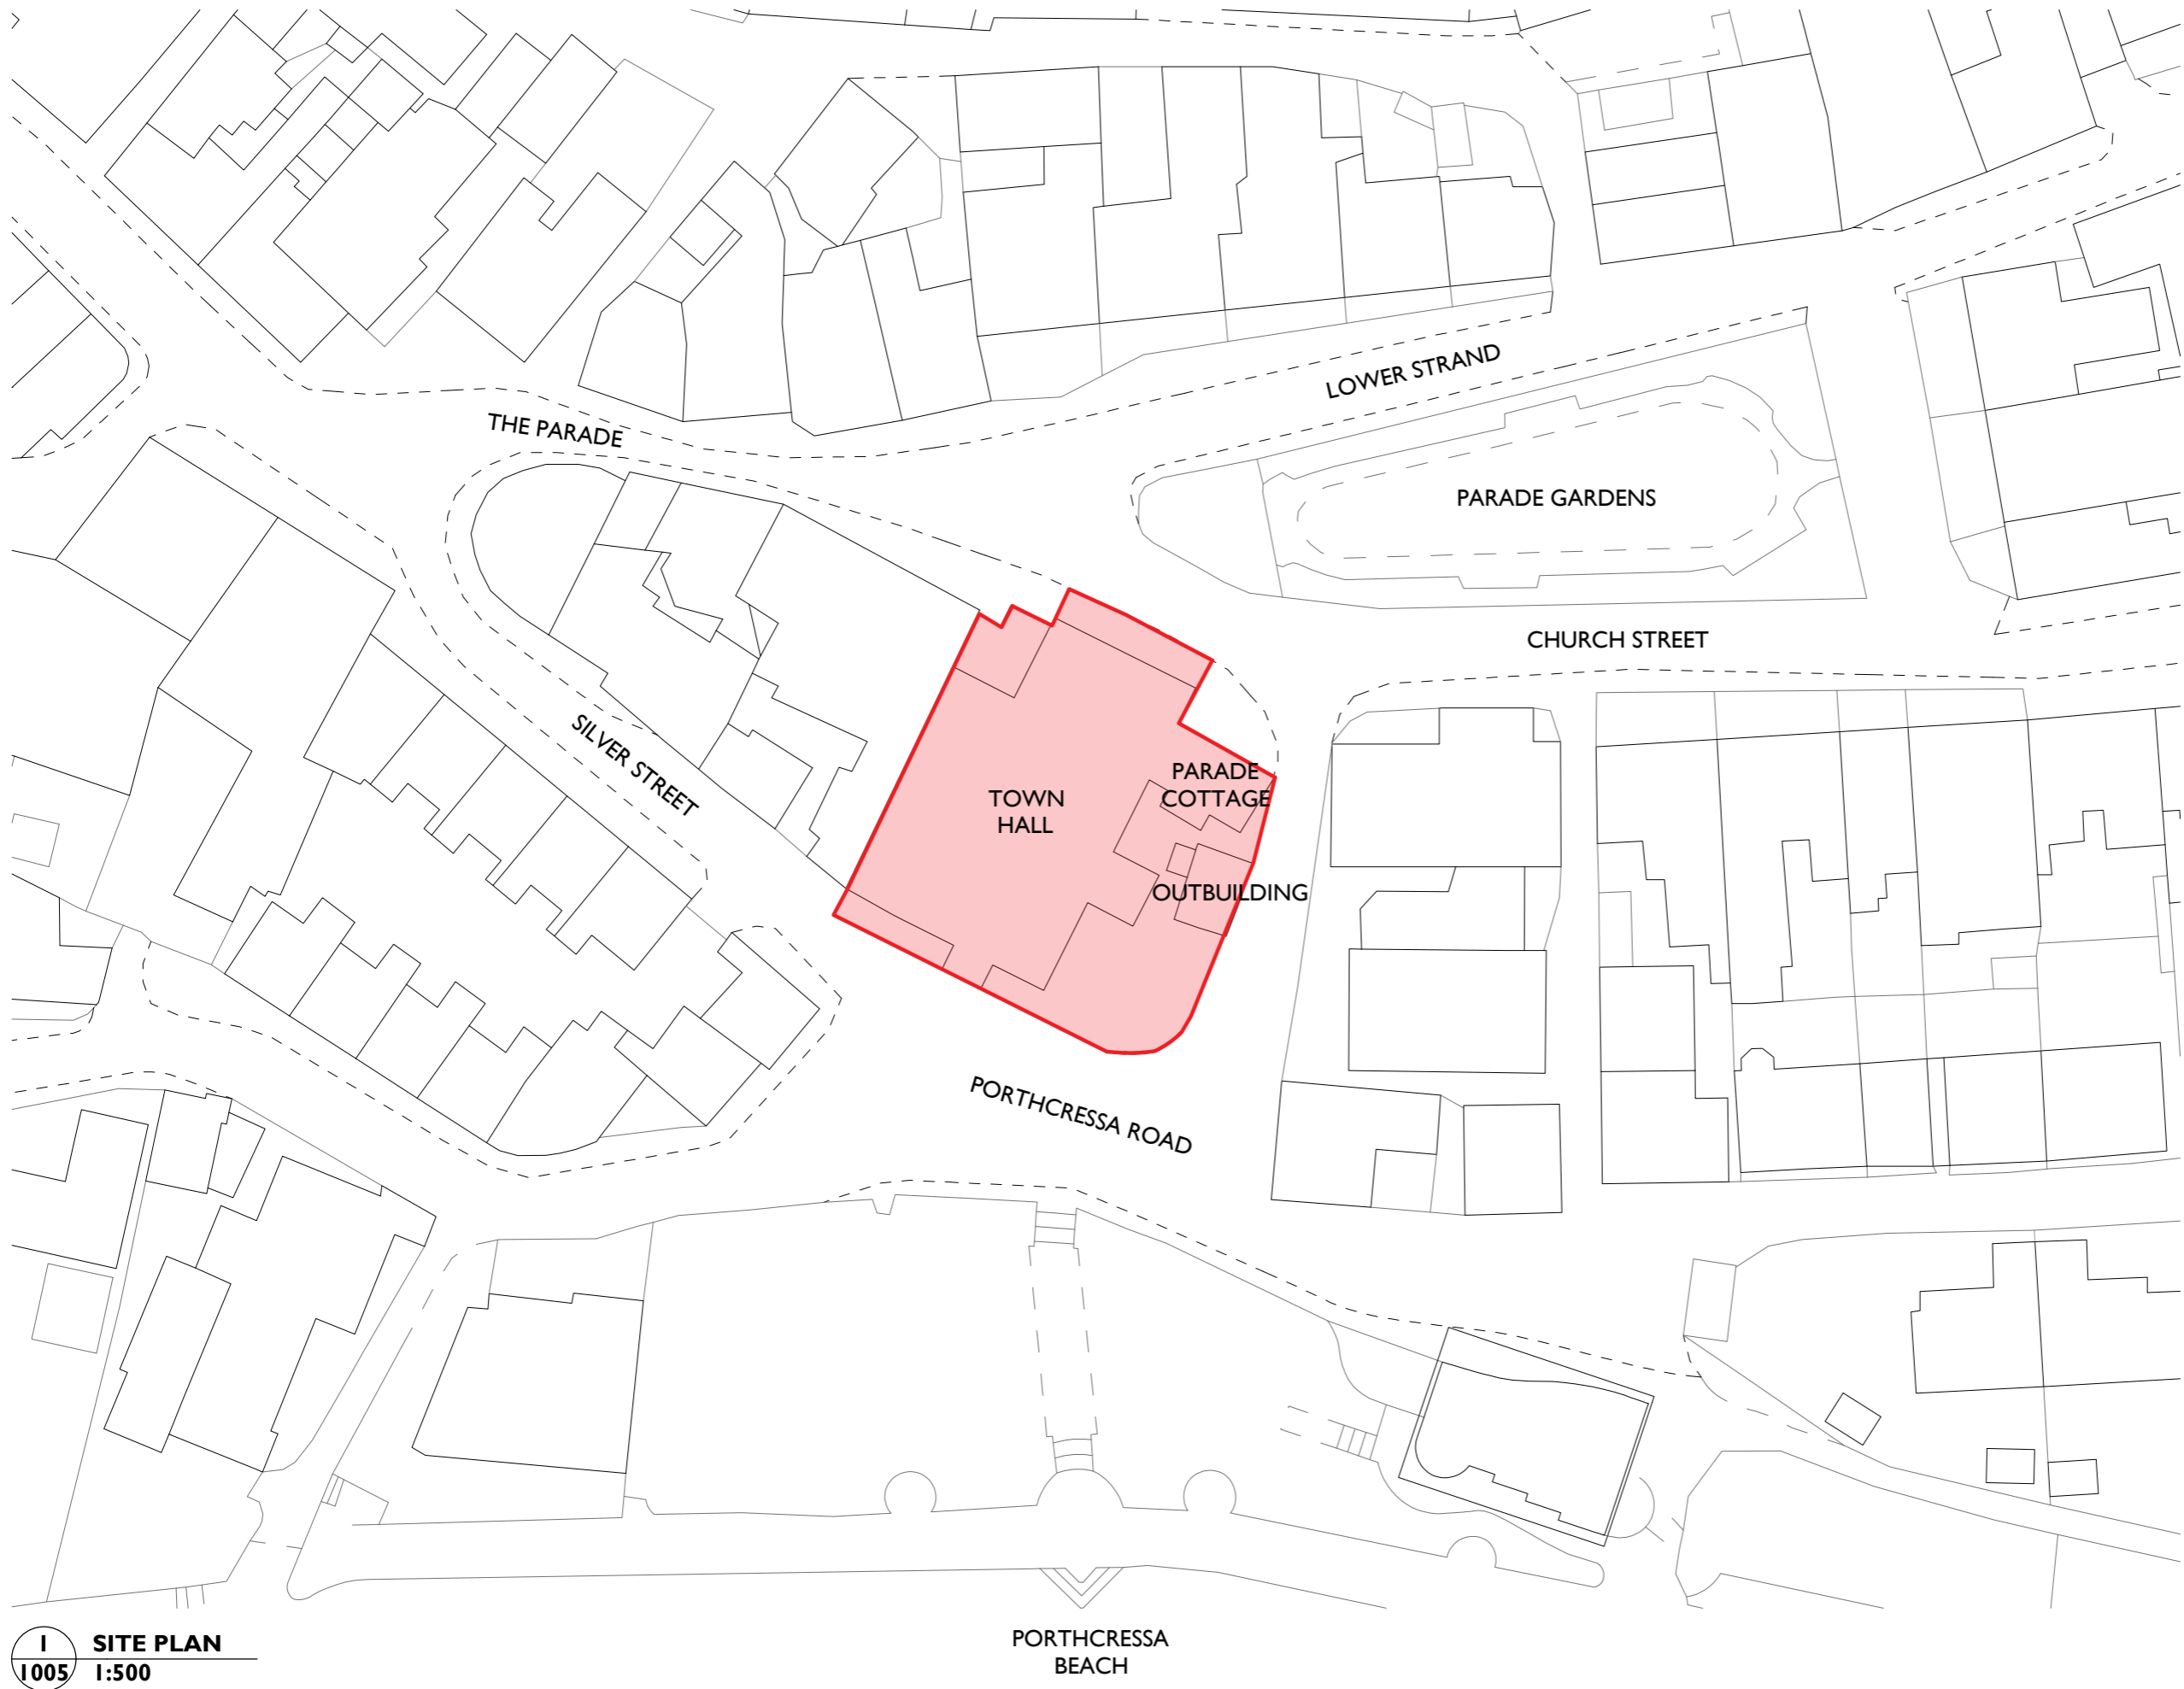 LOWER STRAND
THE PARADE
PARADE GARDENS
CHURCH STREET
SILVER STREET
PARADE
COTTAGE
TOWN
HALL
OUTBUILDING
PORTHCRESSA ROAD
PORTHCRESSA
BEACH
1
1005
SITE PLAN
1:500